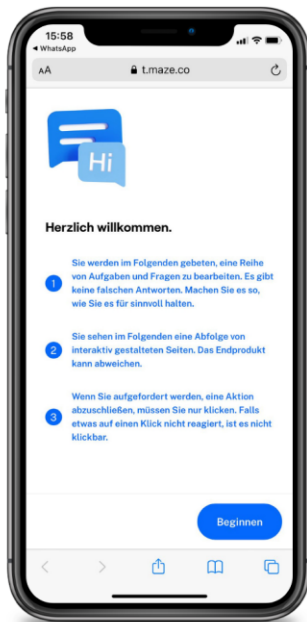 15:58
◀ WhatsApp
AA
t.maze.co
Hi
Herzlich willkommen.
1
Sie werden im Folgenden gebeten, eine Reihe
von Aufgaben und Fragen zu bearbeiten. Es gibt
keine falschen Antworten. Machen Sie es so,
wie Sie es für sinnvoll halten.
2
Sie sehen im Folgenden eine Abfolge von
interaktiv gestalteten Seiten. Das Endprodukt
kann abweichen.
3
Wenn Sie aufgefordert werden, eine Aktion
abzuschließen, müssen Sie nur klicken. Falls
etwas auf einen Klick nicht reagiert, ist es nicht
klickbar.
Beginnen